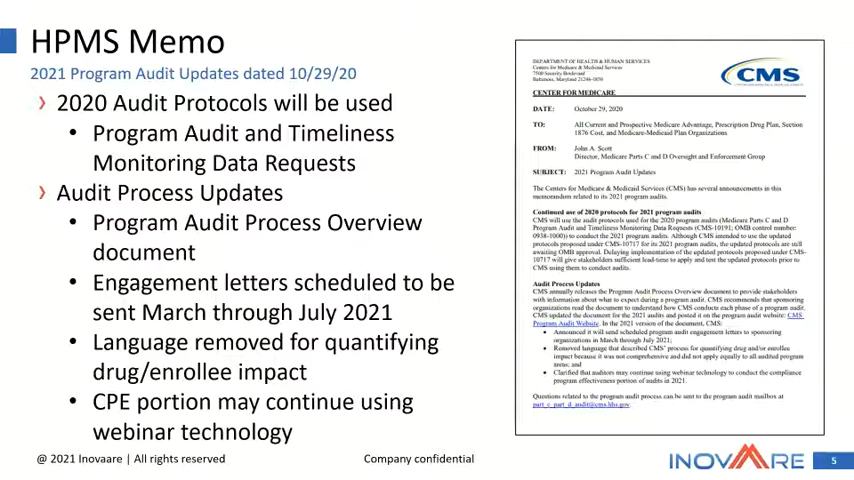 HPMS Memo
2021 Program Audit Updates dated 10/29/20
› 2020 Audit Protocols will be used
• Program Audit and Timeliness
Monitoring Data Requests
› Audit Process Updates
• Program Audit Process Overview
document
• Engagement letters scheduled to be
sent March through July 2021
• Language removed for quantifying
drug/enrollee impact
• CPE portion may continue using
webinar technology
DEPARTMENT OF HEALTH & HUMAN SERVICES
Centers for Medicare & Medicaid Services
7500 Security Boulevard
Baltimore, Maryland 21244-1850
CMS
CENTER FOR MEDICARE
DATE: October 29, 2020
TO: All Current and Prospective Medicare Advantage, Prescription Drug Plan, Section
1876 Cost, and Medicare-Medicaid Plan Organizations
FROM: John A. Scott
Director, Medicare Parts C and D Oversight and Enforcement Group
SUBJECT: 2021 Program Audit Updates
The Centers for Medicare & Medicaid Services (CMS) has several announcements in this
memorandum related to its 2021 program audits.
Continued use of 2020 protocols for 2021 program audits
CMS will use the audit protocols used for the 2020 program audits (Medicare Parts C and D
Program Audit and Timeliness Monitoring Data Requests (CMS-10191; OMB control number:
0938-1000)) to conduct the 2021 program audits. Although CMS intended to use the updated
protocols proposed under CMS-10717 for its 2021 program audits, the updated protocols are still
awaiting OMB approval. Delaying implementation of the updated protocols proposed under CMS-
10717 will give stakeholders sufficient lead-time to apply and test the updated protocols prior to
CMS using them to conduct audits.
Audit Process Updates
CMS annually releases the Program Audit Process Overview document to provide stakeholders
with information about what to expect during a program audit. CMS recommends that sponsoring
organizations read the document to understand how CMS conducts each phase of a program audit.
CMS updated the document for the 2021 audits and posted it on the program audit website: CMS
Program Audit Website. In the 2021 version of the document, CMS:
• Announced it will send scheduled program audit engagement letters to sponsoring
organizations in March through July 2021;
• Removed language that described CMS' process for quantifying drug and/or enrollee
impact because it was not comprehensive and did not apply equally to all audited program
areas; and
• Clarified that auditors may continue using webinar technology to conduct the compliance
program effectiveness portion of audits in 2021.
Questions related to the program audit process can be sent to the program audit mailbox at
part_c_part_d_audit@cms.hhs.gov.
@ 2021 Inovaare | All rights reserved
Company confidential
INOVAARE
5